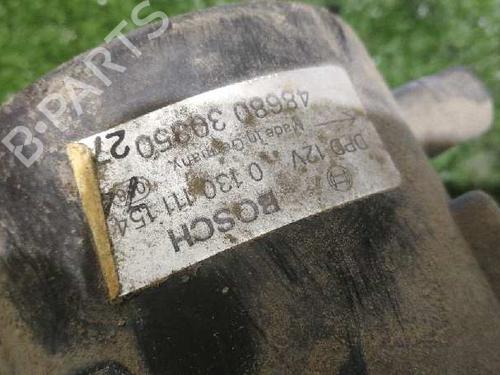 BOSCH
DPD 12V 0 130 111 154
Made in Germany
48680 30350 27
B-PARTS